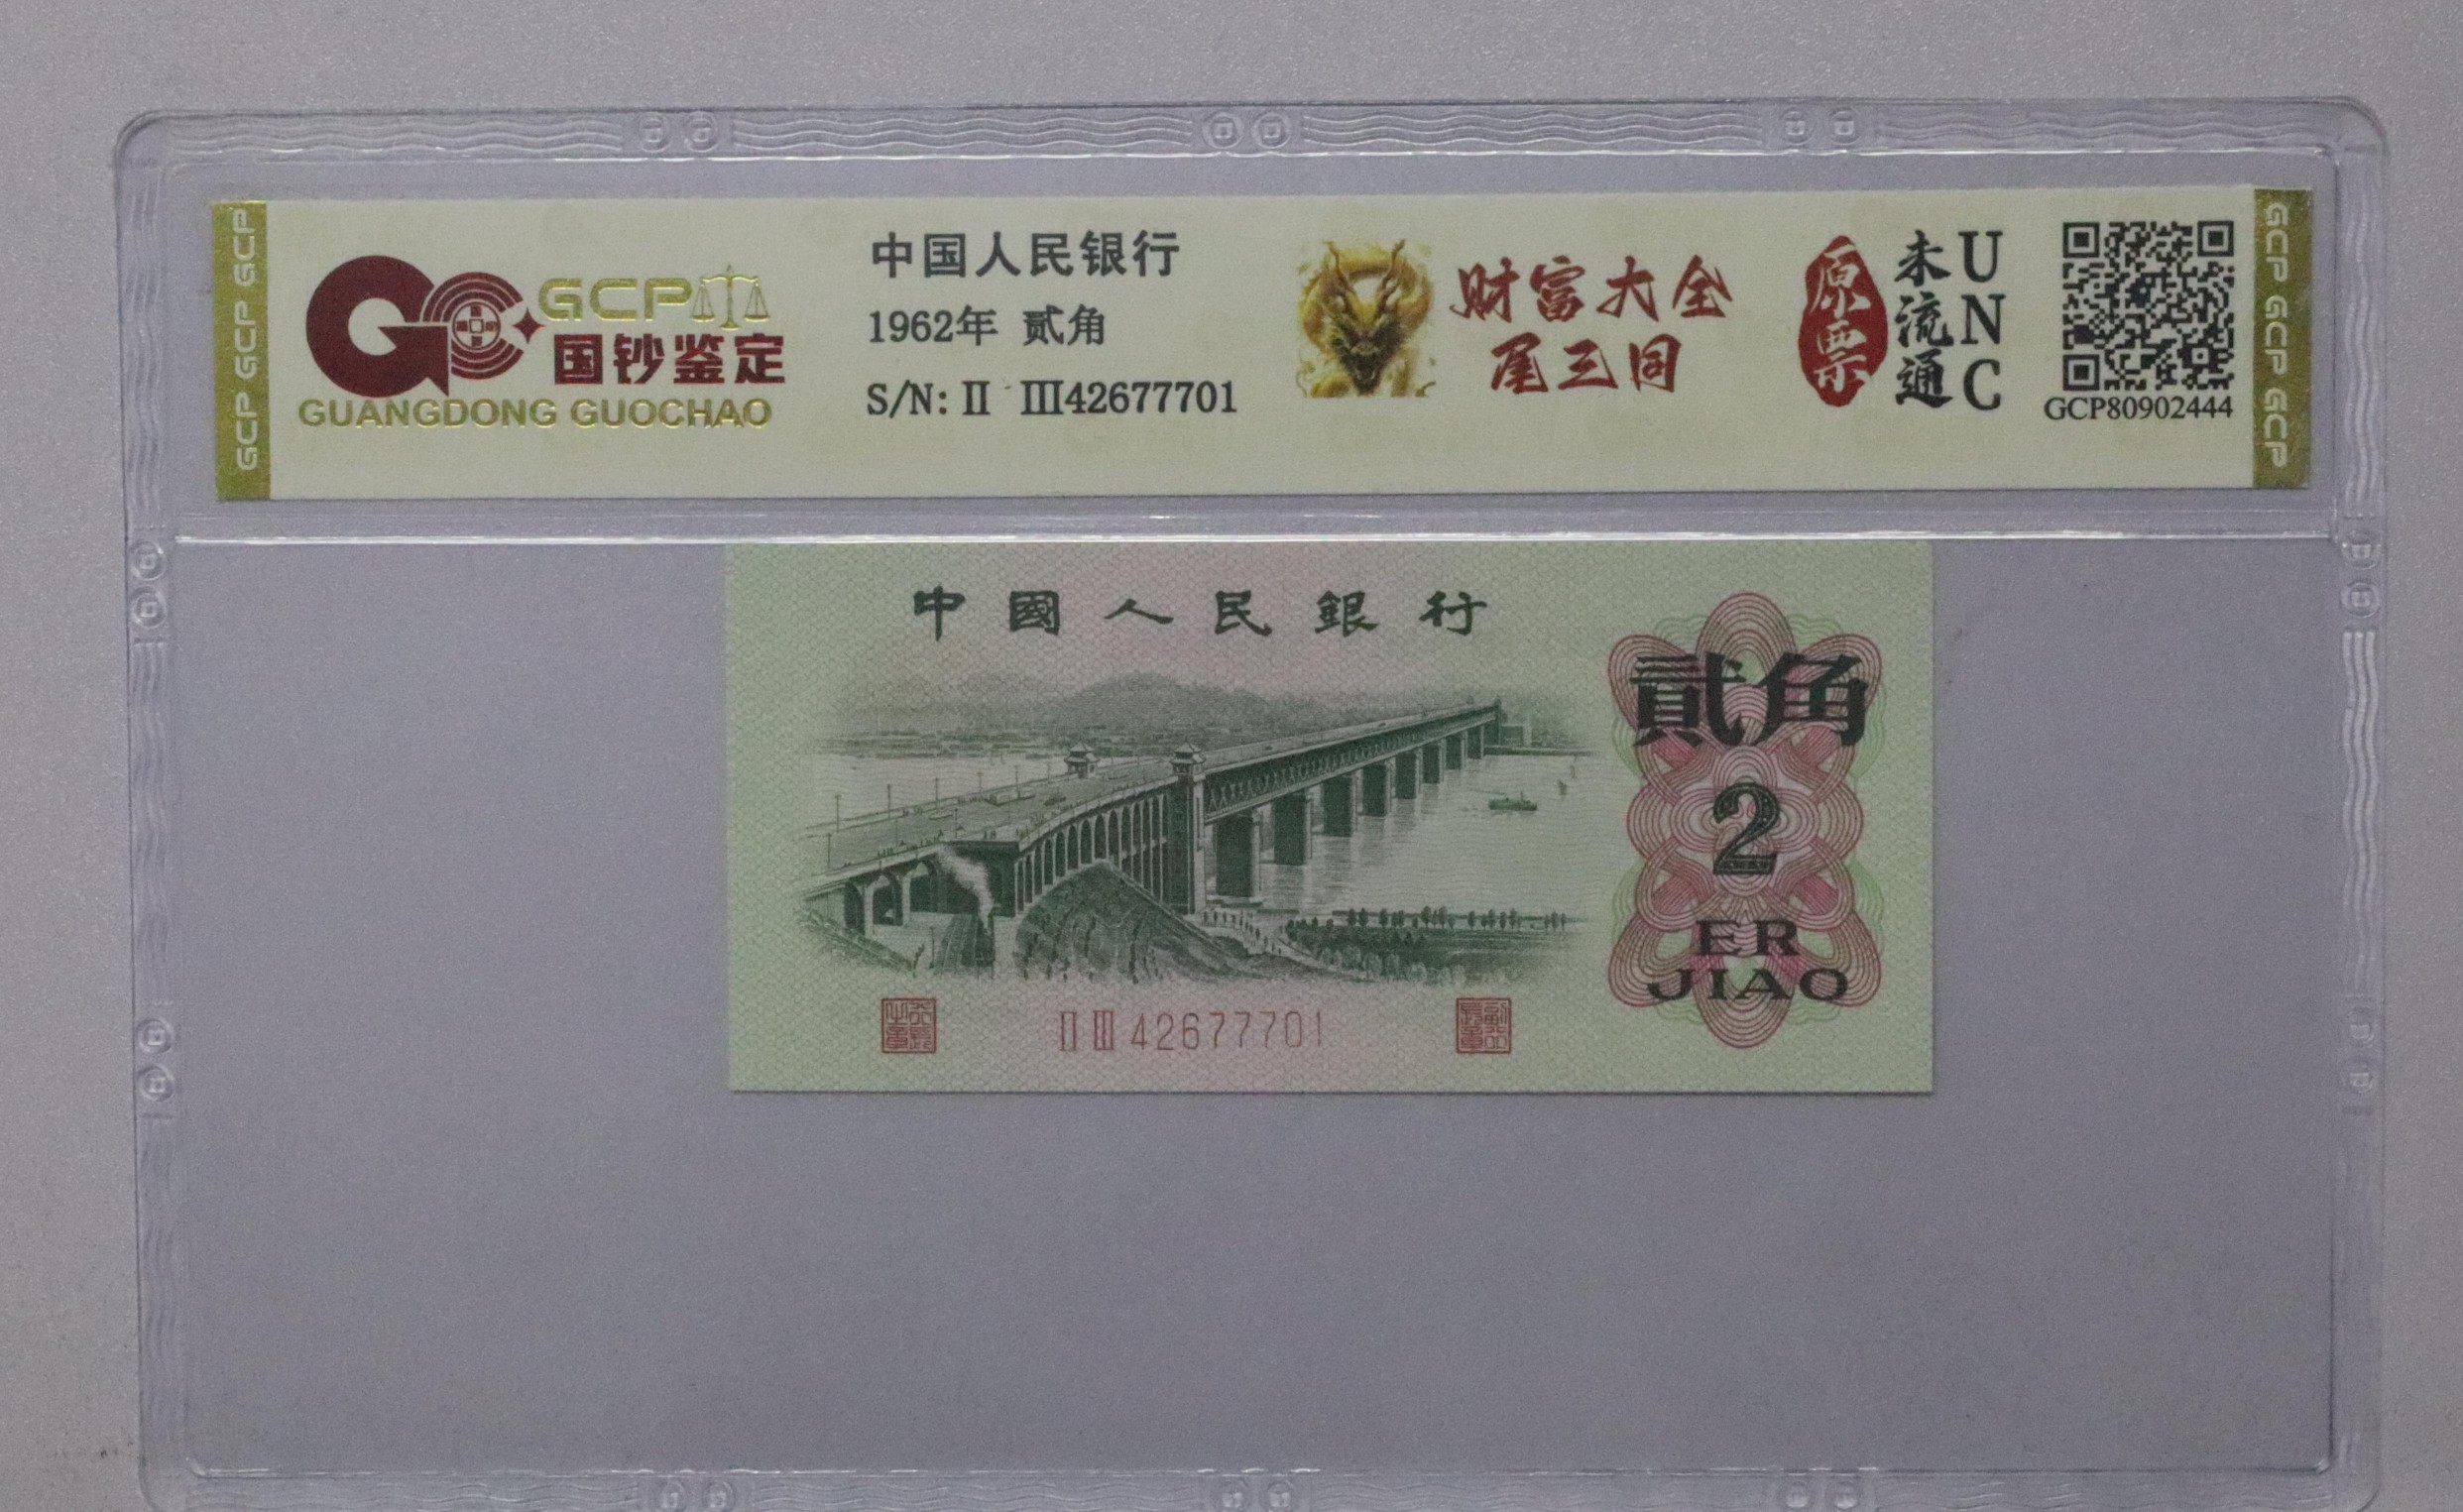 GCP GCP GCP
GCP
国钞鉴定
GUANGDONG GUOCHAO
中国人民银行
1962年 贰角
S/N: II III42677701
财富大全
尾三同
原票
未流通
UNC
GCP80902444
GCP GCP GCP
中國人民銀行
貳角
2
ER
JIAO
II III 42677701